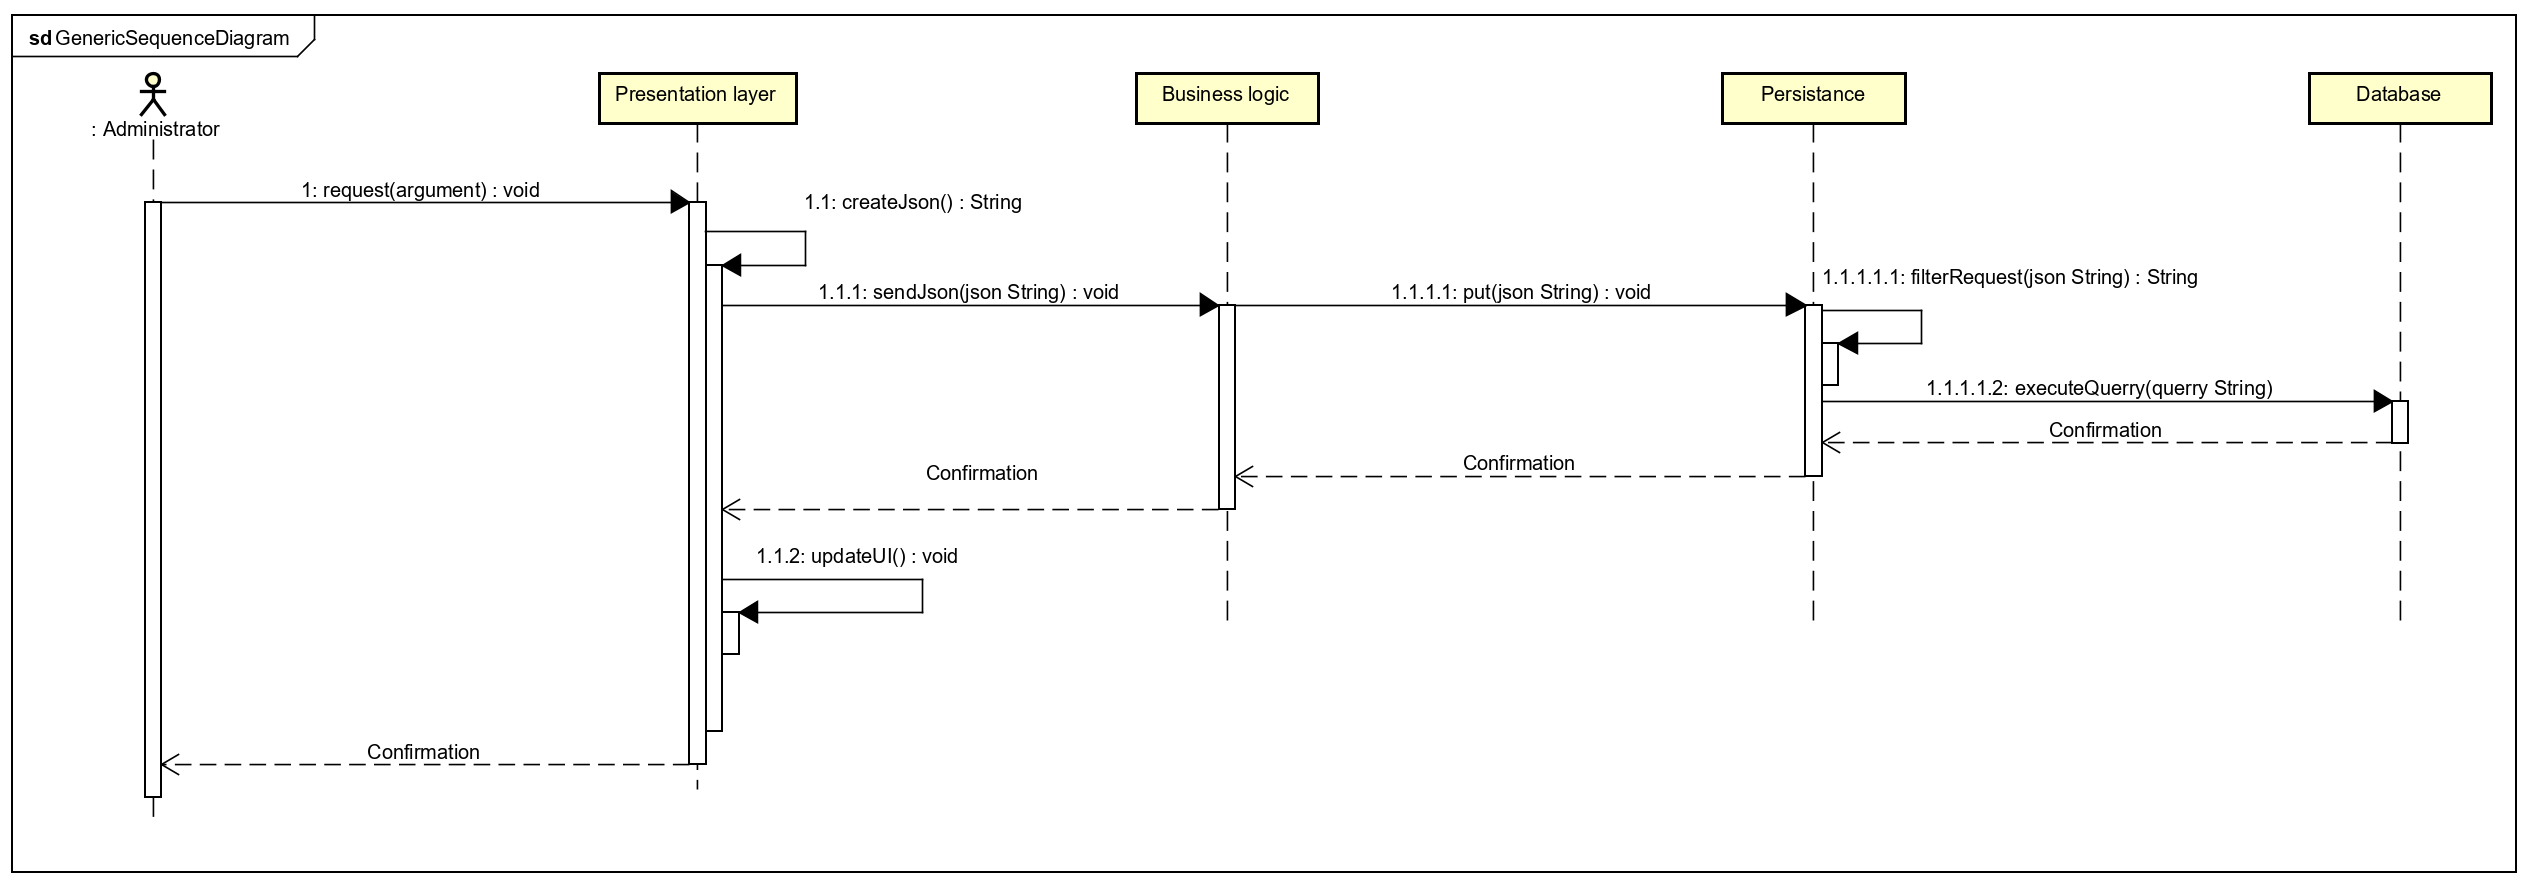 sd GenericSequenceDiagram
: Administrator
Presentation layer
Business logic
Persistance
Database
1: request(argument) : void
1.1: createJson() : String
1.1.1: sendJson(json String) : void
1.1.1.1: put(json String) : void
1.1.1.1.1: filterRequest(json String) : String
1.1.1.1.2: executeQuerry(querry String)
Confirmation
Confirmation
Confirmation
1.1.2: updateUI() : void
Confirmation